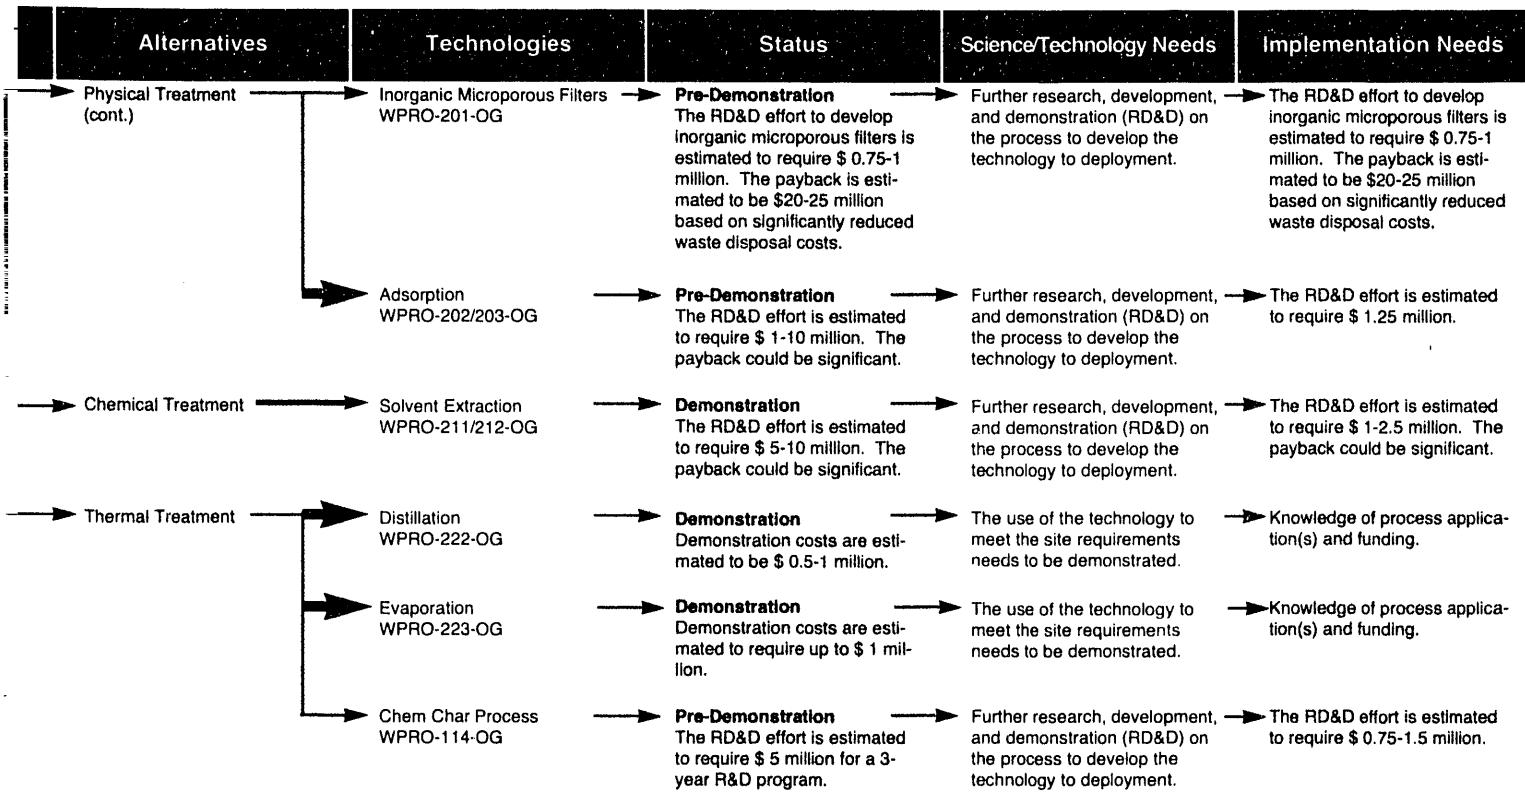 Alternatives
Technologies
Status
Science/Technology Needs
Implementation Needs
Physical Treatment
(cont.)
Inorganic Microporous Filters
WPRO-201-OG
Pre-Demonstration
The RD&D effort to develop
inorganic microporous filters is
estimated to require $ 0.75-1
million. The payback is esti-
mated to be $20-25 million
based on significantly reduced
waste disposal costs.
Further research, development,
and demonstration (RD&D) on
the process to develop the
technology to deployment.
The RD&D effort to develop
inorganic microporous filters is
estimated to require $ 0.75-1
million. The payback is esti-
mated to be $20-25 million
based on significantly reduced
waste disposal costs.
Adsorption
WPRO-202/203-OG
Pre-Demonstration
The RD&D effort is estimated
to require $ 1-10 million. The
payback could be significant.
Further research, development,
and demonstration (RD&D) on
the process to develop the
technology to deployment.
The RD&D effort is estimated
to require $ 1.25 million.
Chemical Treatment
Solvent Extraction
WPRO-211/212-OG
Demonstration
The RD&D effort is estimated
to require $ 5-10 million. The
payback could be significant.
Further research, development,
and demonstration (RD&D) on
the process to develop the
technology to deployment.
The RD&D effort is estimated
to require $ 1-2.5 million. The
payback could be significant.
Thermal Treatment
Distillation
WPRO-222-OG
Demonstration
Demonstration costs are esti-
mated to be $ 0.5-1 million.
The use of the technology to
meet the site requirements
needs to be demonstrated.
Knowledge of process applica-
tion(s) and funding.
Evaporation
WPRO-223-OG
Demonstration
Demonstration costs are esti-
mated to require up to $ 1 mil-
lion.
The use of the technology to
meet the site requirements
needs to be demonstrated.
Knowledge of process applica-
tion(s) and funding.
Chem Char Process
WPRO-114-OG
Pre-Demonstration
The RD&D effort is estimated
to require $ 5 million for a 3-
year R&D program.
Further research, development,
and demonstration (RD&D) on
the process to develop the
technology to deployment.
The RD&D effort is estimated
to require $ 0.75-1.5 million.